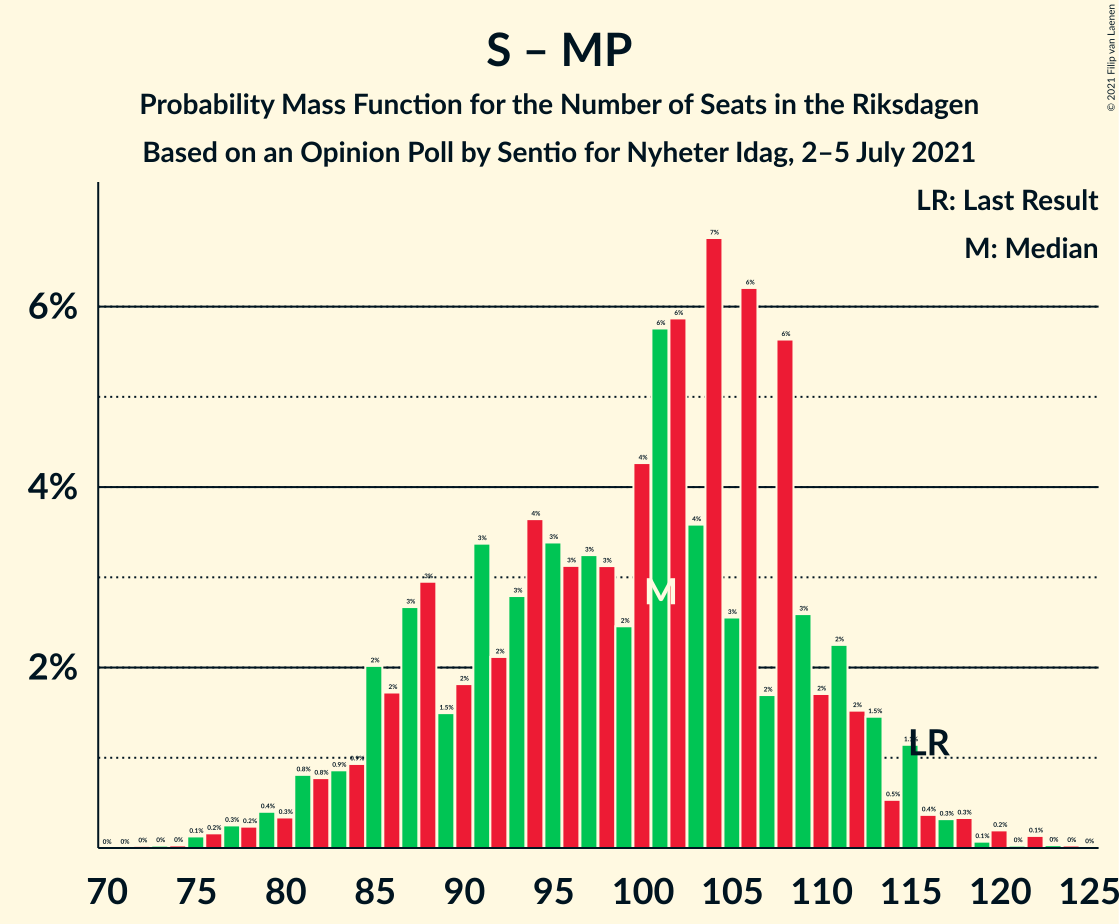 S – MP
Probability Mass Function for the Number of Seats in the Riksdagen
Based on an Opinion Poll by Sentio for Nyheter Idag, 2–5 July 2021
© 2021 Filip van Laenen
LR: Last Result
M: Median
6%
4%
2%
0% 0% 0% 0% 0% 0.1% 0.2% 0.3% 0.2% 0.4% 0.3% 0.8% 0.8% 0.9% 0.9% 2% 2% 3% 3% 1.5% 2% 3% 2% 3% 4% 3% 3% 3% 3% 2% 4% 6% 6% 4% 7% 3% 6% 2% 6% 3% 2% 2% 2% 1.5% 0.5% 0.4% 0.3% 0.3% 0.1% 0.2% 0% 0.1% 0% 0% 0%
M
LR
70 75 80 85 90 95 100 105 110 115 120 125